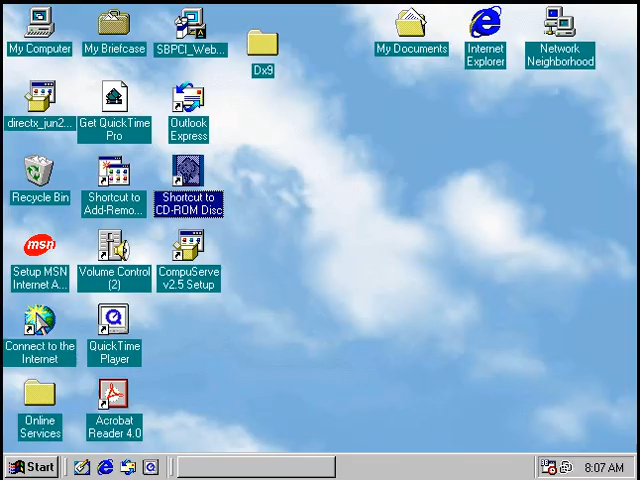 My Computer
My Briefcase
SBPCI_Web...
Dx9
My Documents
Internet
Explorer
Network
Neighborhood
directx_jun2...
Get QuickTime
Pro
Outlook
Express
Recycle Bin
Shortcut to
Add-Remo...
Shortcut to
CD-ROM Disc
msn
Setup MSN
Internet A...
Volume Control
(2)
CompuServe
v2.5 Setup
Connect to the
Internet
QuickTime
Player
Online
Services
Acrobat
Reader 4.0
Start
8:07 AM